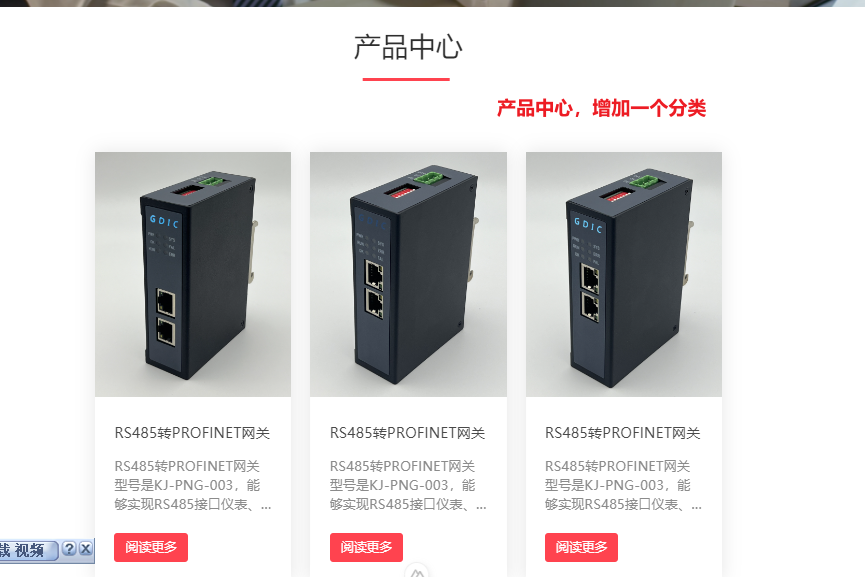 产品中心
产品中心，增加一个分类
GDIC
GDIC
GDIC
RS485转PROFINET网关
RS485转PROFINET网关
型号是KJ-PNG-003，能
够实现RS485接口仪表、...
阅读更多
RS485转PROFINET网关
RS485转PROFINET网关
型号是KJ-PNG-003，能
够实现RS485接口仪表、...
阅读更多
RS485转PROFINET网关
RS485转PROFINET网关
型号是KJ-PNG-003，能
够实现RS485接口仪表、...
阅读更多
载 视频 ? X